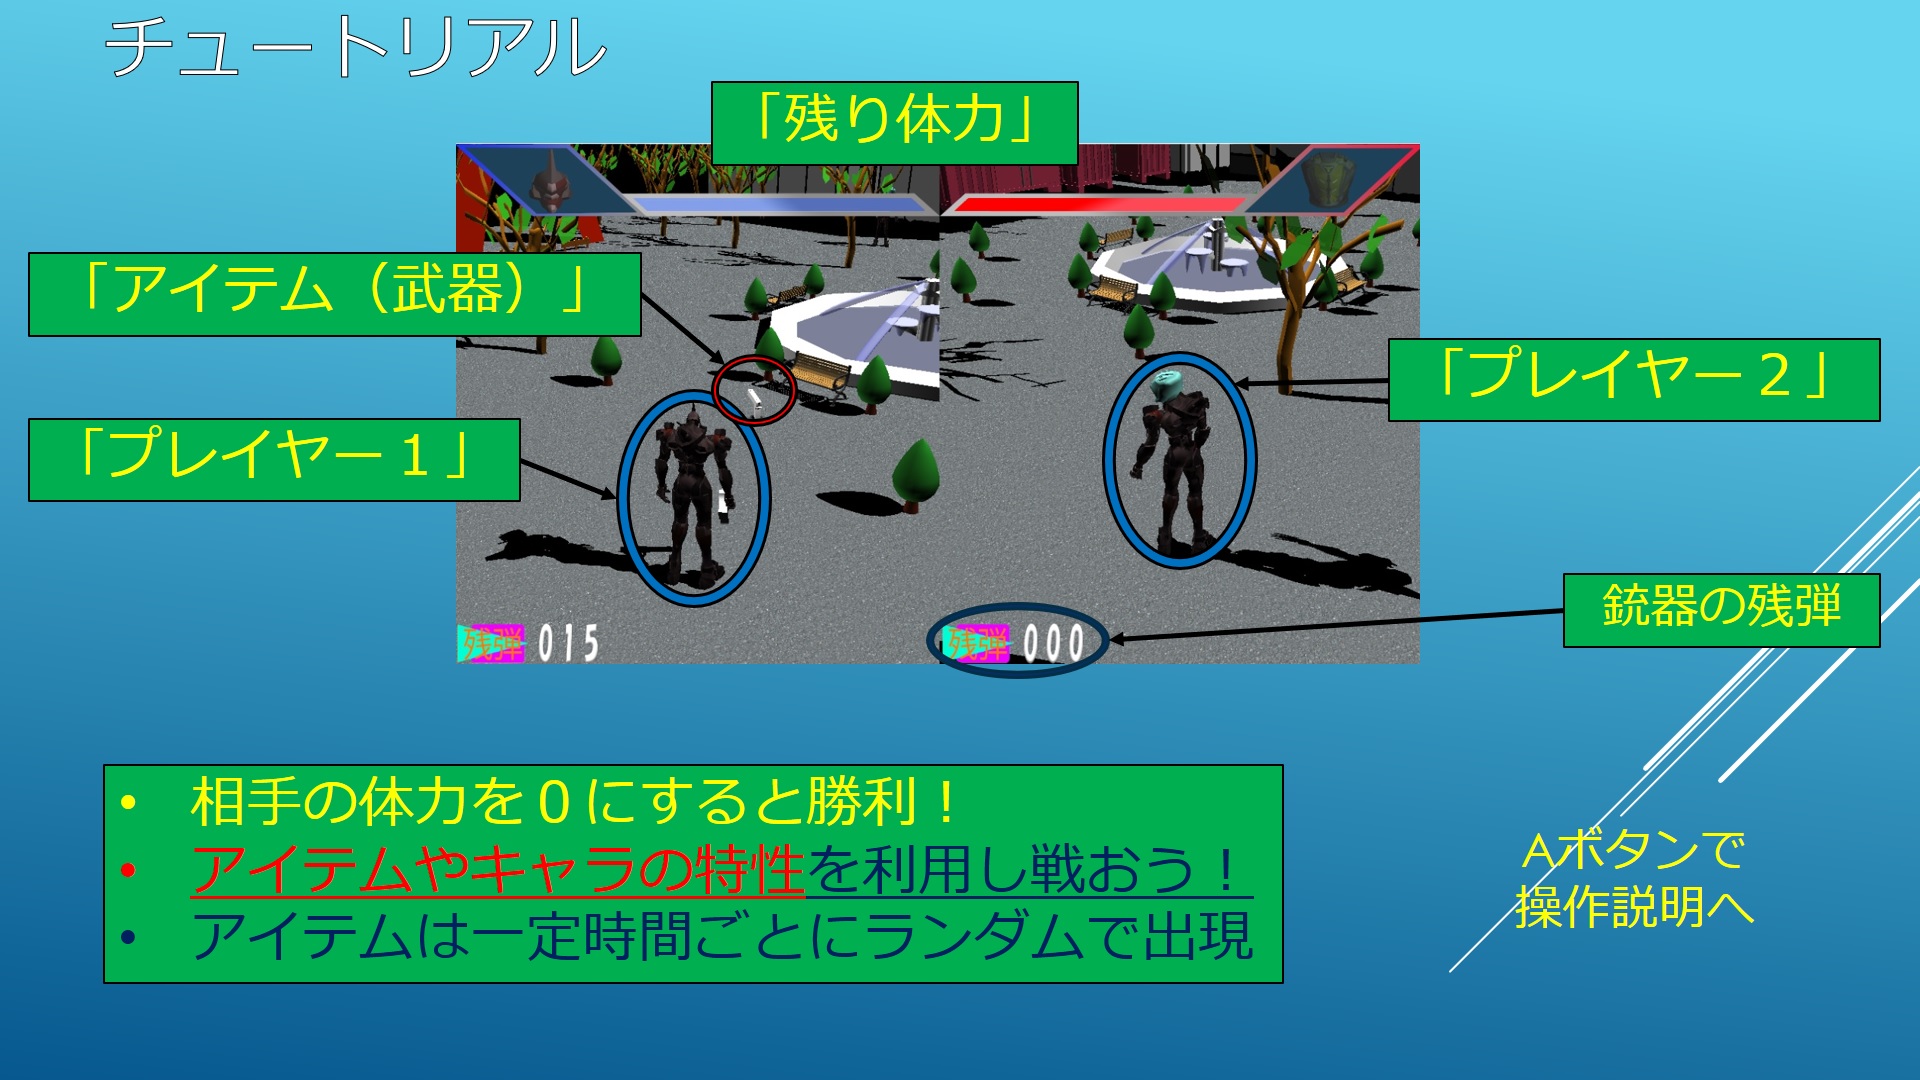 チュートリアル
「残り体力」
「アイテム（武器）」
「プレイヤー２」
「プレイヤー１」
銃器の残弾
残弾 015
残弾 000
• 相手の体力を０にすると勝利！
• アイテムやキャラの特性を利用し戦おう！
• アイテムは一定時間ごとにランダムで出現
Aボタンで
操作説明へ